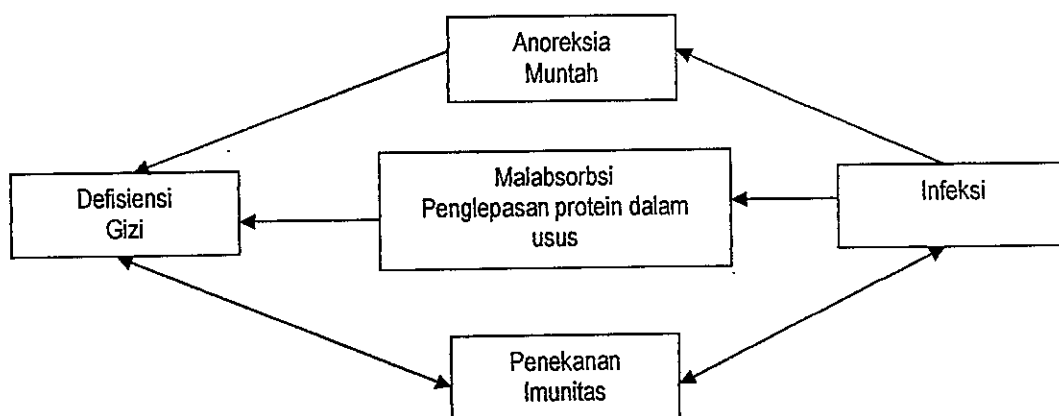 Anoreksia
Muntah
Defisiensi
Gizi
Malabsorbsi
Penglepasan protein dalam
usus
Infeksi
Penekanan
Imunitas